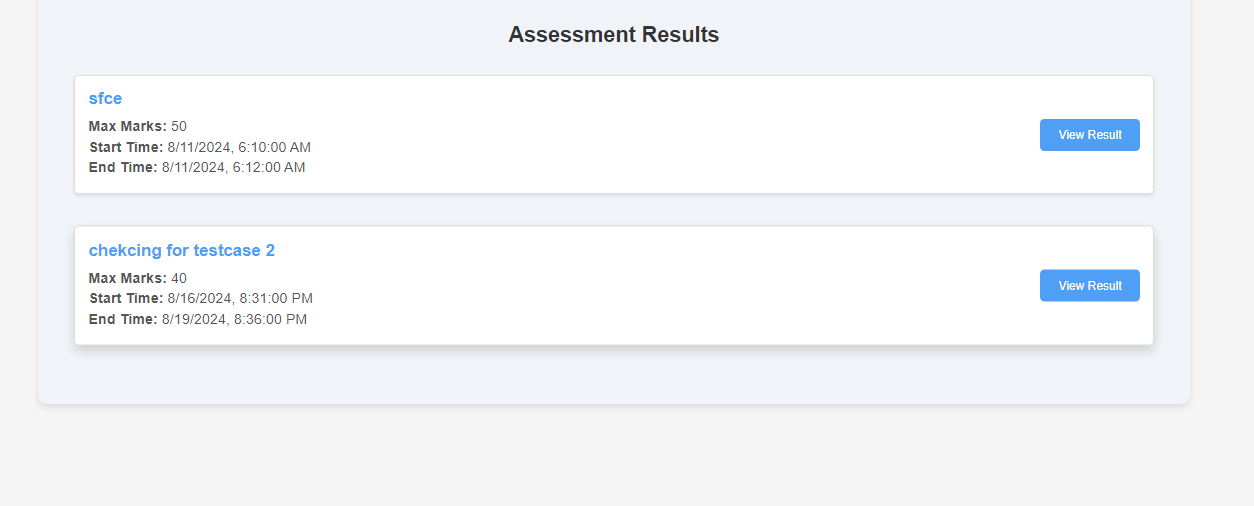 Assessment Results
sfce
Max Marks: 50
Start Time: 8/11/2024, 6:10:00 AM
End Time: 8/11/2024, 6:12:00 AM
View Result
chekcing for testcase 2
Max Marks: 40
Start Time: 8/16/2024, 8:31:00 PM
End Time: 8/19/2024, 8:36:00 PM
View Result